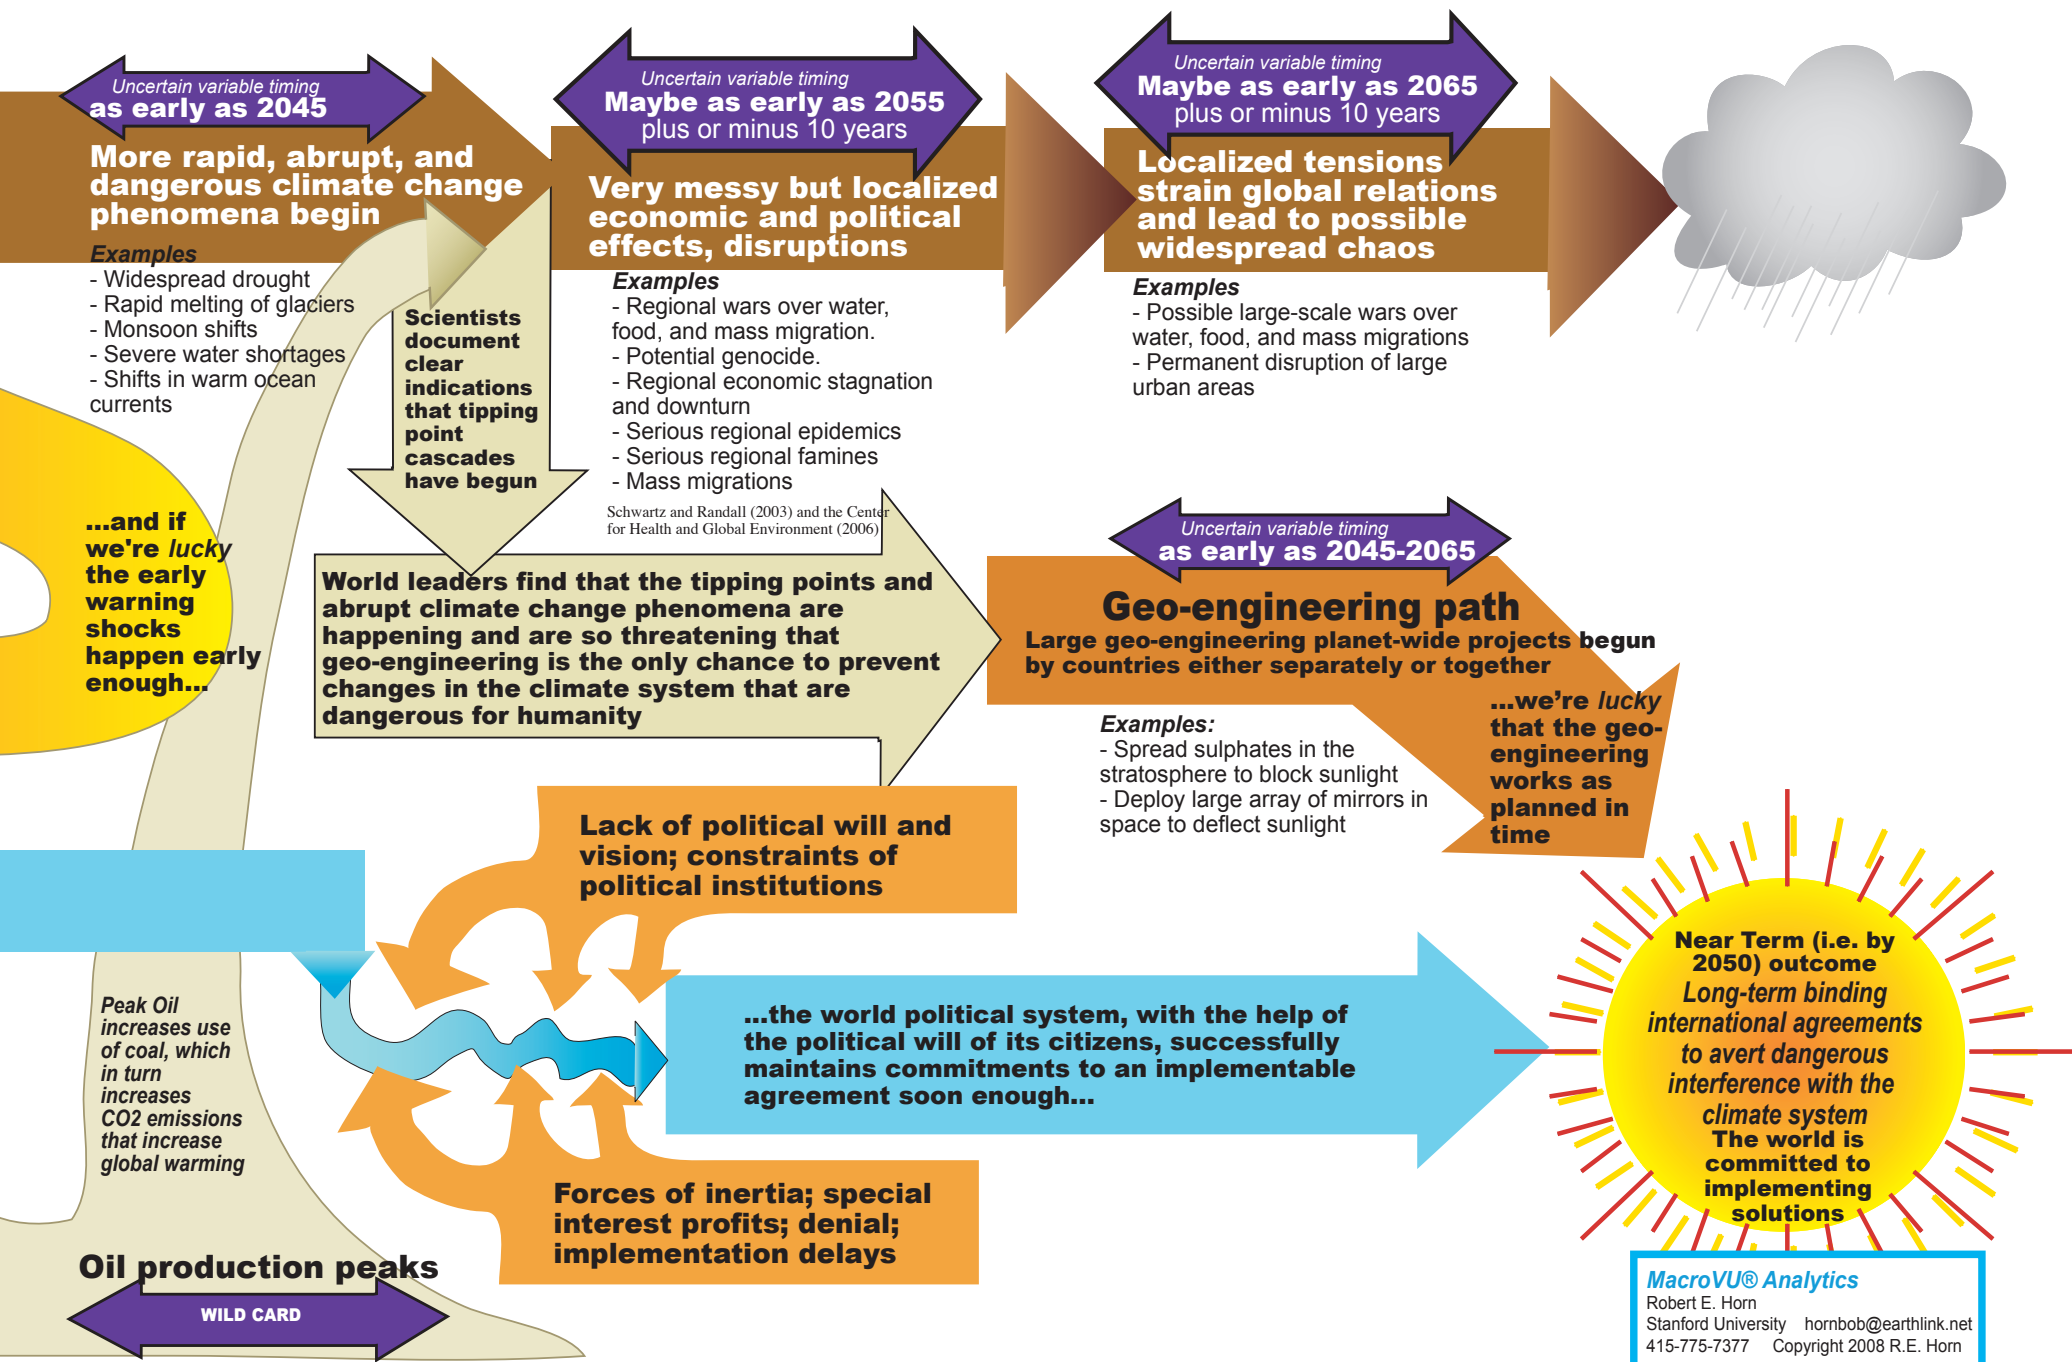 Uncertain variable timing
as early as 2045
More rapid, abrupt, and
dangerous climate change
phenomena begin
Examples
- Widespread drought
- Rapid melting of glaciers
- Monsoon shifts
- Severe water shortages
- Shifts in warm ocean
currents
Uncertain variable timing
Maybe as early as 2055
plus or minus 10 years
Very messy but localized
economic and political
effects, disruptions
Examples
- Regional wars over water,
food, and mass migration.
- Potential genocide.
- Regional economic stagnation
and downturn
- Serious regional epidemics
- Serious regional famines
- Mass migrations
Schwartz and Randall (2003) and the Center
for Health and Global Environment (2006)
Uncertain variable timing
Maybe as early as 2065
plus or minus 10 years
Localized tensions
strain global relations
and lead to possible
widespread chaos
Examples
- Possible large-scale wars over
water, food, and mass migrations
- Permanent disruption of large
urban areas
Scientists
document
clear
indications
that tipping
point
cascades
have begun
...and if
we're lucky
the early
warning
shocks
happen early
enough...
World leaders find that the tipping points and
abrupt climate change phenomena are
happening and are so threatening that
geo-engineering is the only chance to prevent
changes in the climate system that are
dangerous for humanity
Uncertain variable timing
as early as 2045-2065
Geo-engineering path
Large geo-engineering planet-wide projects begun
by countries either separately or together
Examples:
- Spread sulphates in the
stratosphere to block sunlight
- Deploy large array of mirrors in
space to deflect sunlight
...we’re lucky
that the geo-
engineering
works as
planned in
time
Lack of political will and
vision; constraints of
political institutions
...the world political system, with the help of
the political will of its citizens, successfully
maintains commitments to an implementable
agreement soon enough...
Forces of inertia; special
interest profits; denial;
implementation delays
Peak Oil
increases use
of coal, which
in turn
increases
CO2 emissions
that increase
global warming
Oil production peaks
WILD CARD
Near Term (i.e. by
2050) outcome
Long-term binding
international agreements
to avert dangerous
interference with the
climate system
The world is
committed to
implementing
solutions
MacroVU® Analytics
Robert E. Horn
Stanford University hornbob@earthlink.net
415-775-7377 Copyright 2008 R.E. Horn